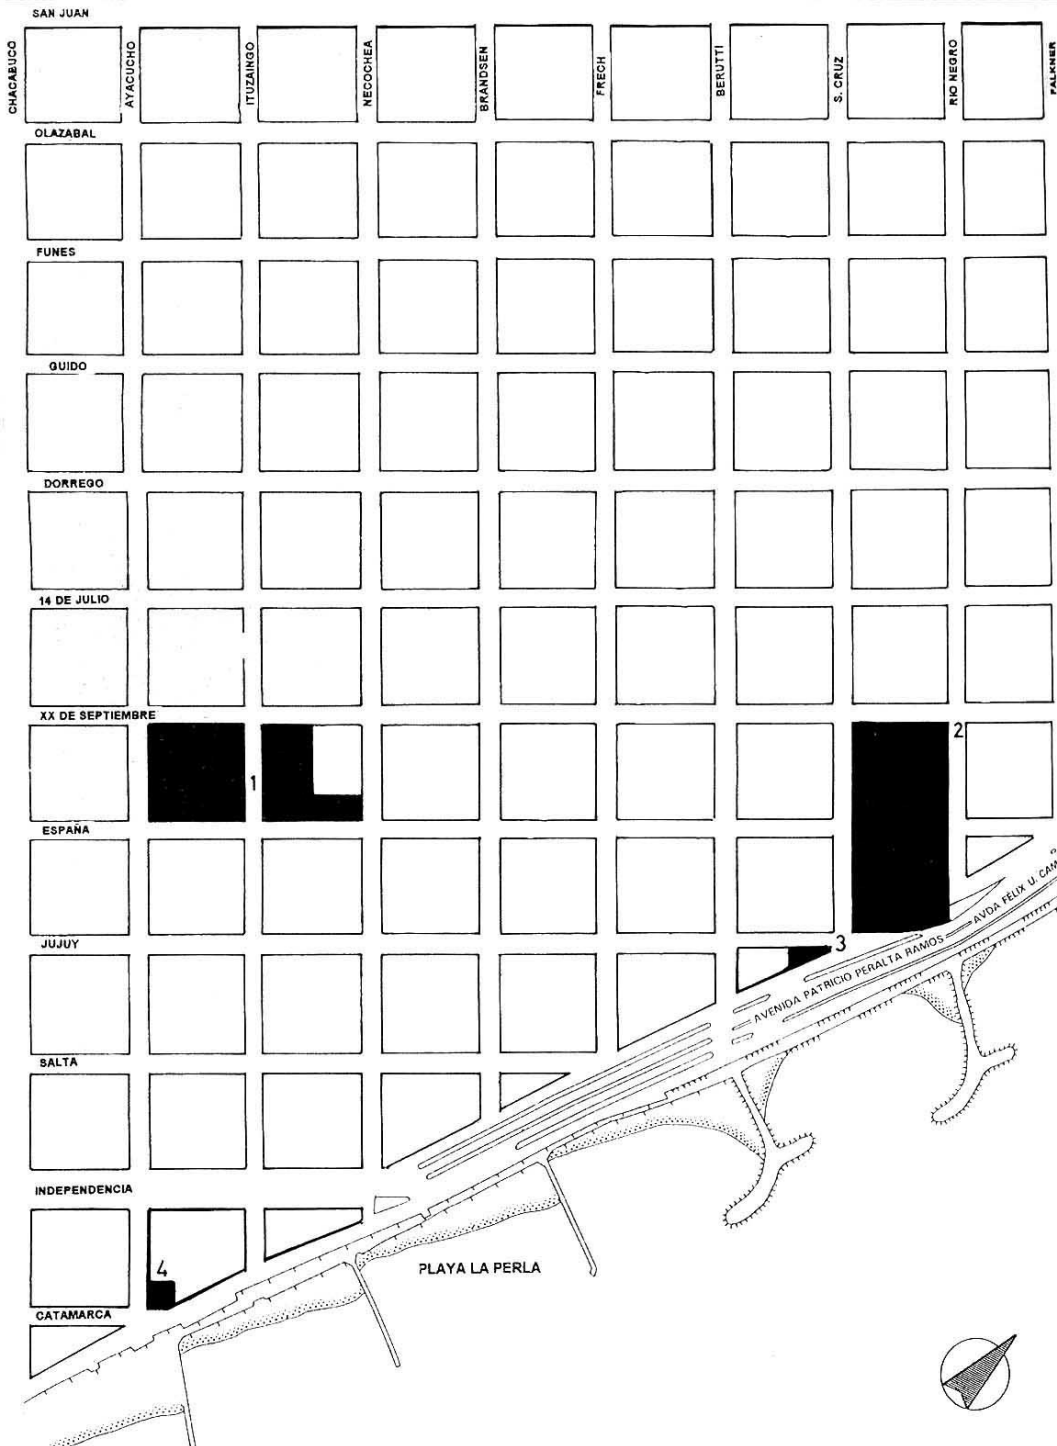 SAN JUAN
CHACABUCO
AYACUCHO
ITUZAINGO
NECOCHEA
BRANDSEN
FRECH
BERUTTI
S. CRUZ
RIO NEGRO
FALKNER
OLAZABAL
FUNES
GUIDO
DORREGO
14 DE JULIO
XX DE SEPTIEMBRE
1
2
ESPAÑA
AVDA FÉLIX U. CAM
JUJUY
3
AVENIDA PATRICIO PERALTA RAMOS
SALTA
INDEPENDENCIA
4
PLAYA LA PERLA
CATAMARCA